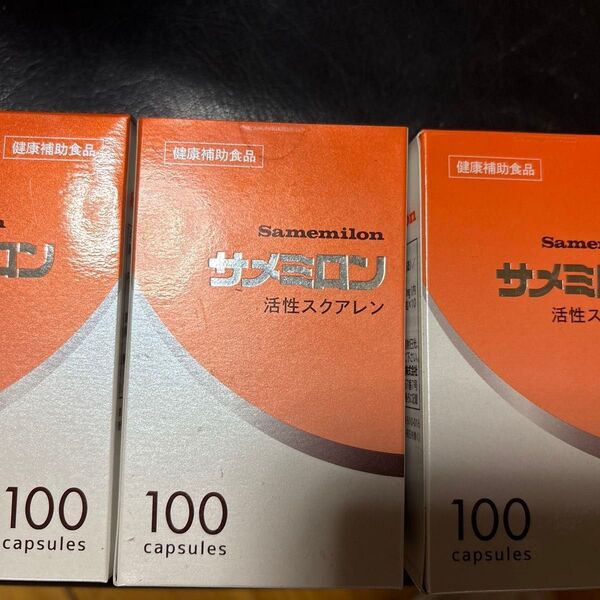 健康補助食品
ロン
100
capsules
健康補助食品
Samemilon
サメミロン
活性スクアレン
100
capsules
健康補助食品
Samem
サメミロ
活性ス
100
capsules